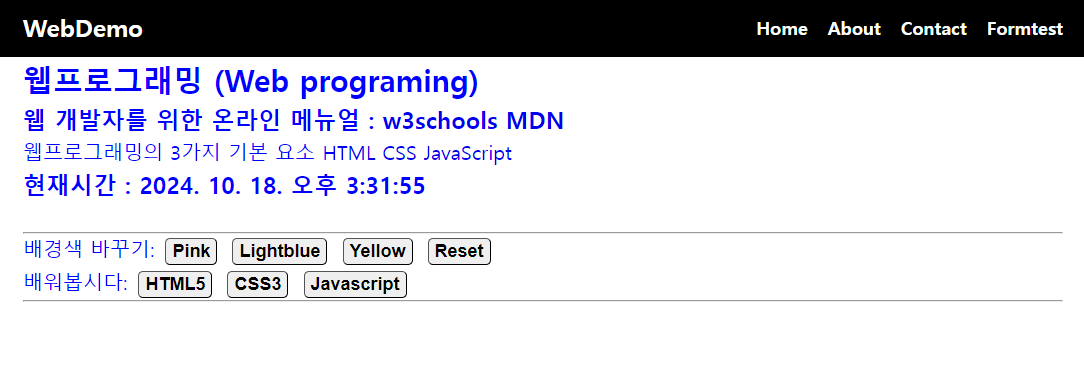 WebDemo Home About Contact Formtest
웹프로그래밍 (Web programing)
웹 개발자를 위한 온라인 메뉴얼 : w3schools MDN
웹프로그래밍의 3가지 기본 요소 HTML CSS JavaScript
현재시간 : 2024. 10. 18. 오후 3:31:55
배경색 바꾸기: Pink Lightblue Yellow Reset
배워봅시다: HTML5 CSS3 Javascript